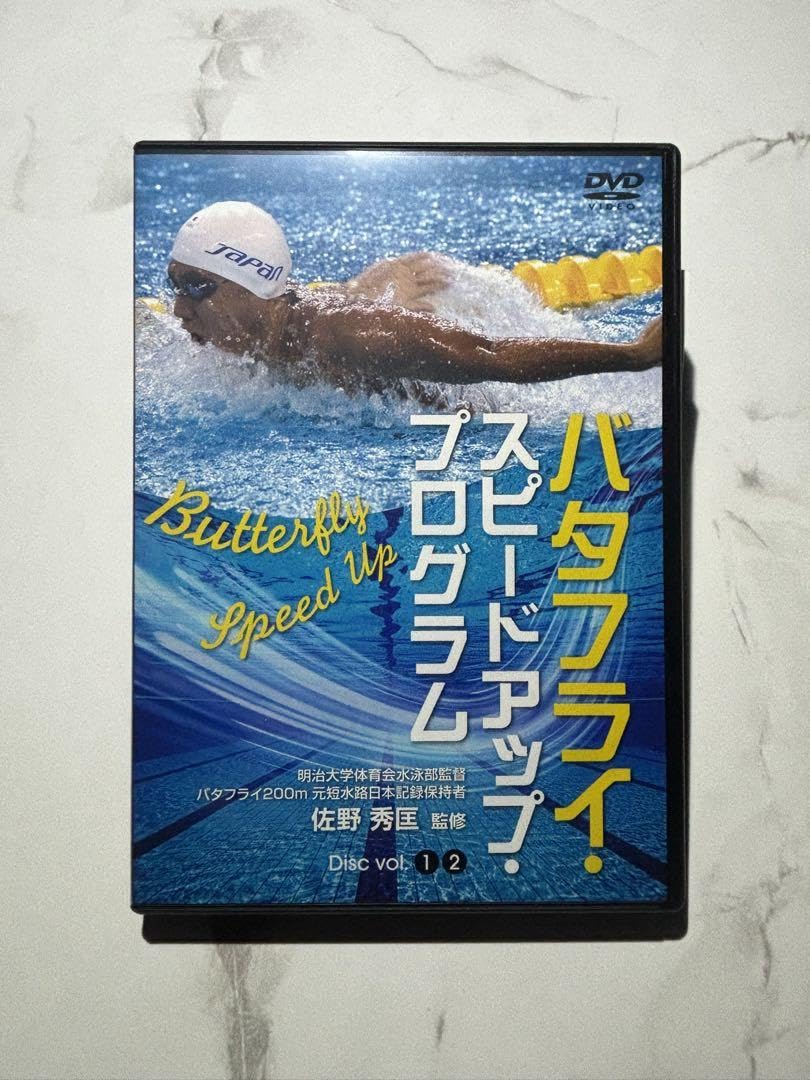 DVD
VIDEO
Japan
バタフライ・
スピードアップ・
プログラム
Butterfly
Speed Up
明治大学体育会水泳部監督
バタフライ200m 元短水路日本記録保持者
佐野 秀匡 監修
Disc vol. 1 2